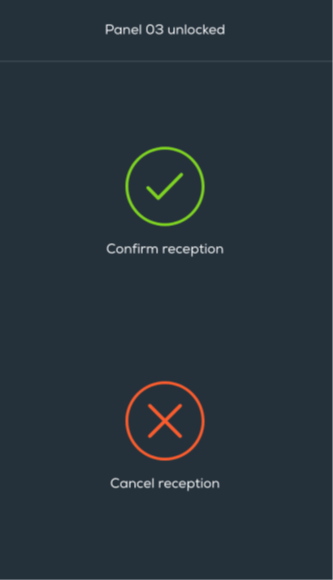 Panel 03 unlocked
Confirm reception
Cancel reception